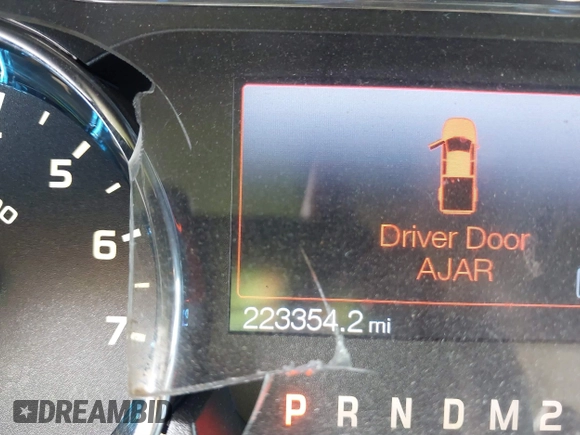 5
6
7
Driver Door
AJAR
223354.2 mi
P R N D M 2
DREAMBID